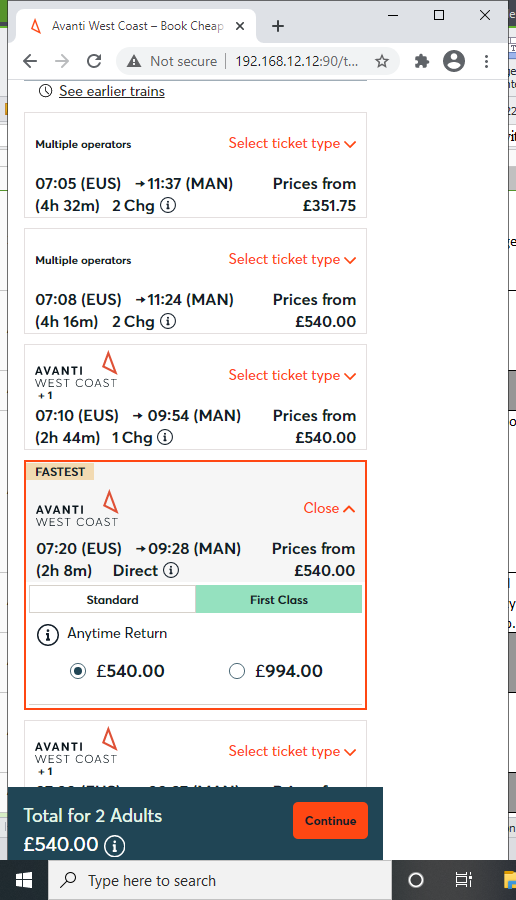 Avanti West Coast – Book Cheap
Not secure | 192.168.12.12:90/t...
See earlier trains
Multiple operators
Select ticket type
07:05 (EUS) → 11:37 (MAN)
Prices from
(4h 32m) 2 Chg
£351.75
Multiple operators
Select ticket type
07:08 (EUS) → 11:24 (MAN)
Prices from
(4h 16m) 2 Chg
£540.00
AVANTI
WEST COAST
+ 1
Select ticket type
07:10 (EUS) → 09:54 (MAN)
Prices from
(2h 44m) 1 Chg
£540.00
FASTEST
AVANTI
WEST COAST
Close
07:20 (EUS) → 09:28 (MAN)
Prices from
(2h 8m) Direct
£540.00
Standard
First Class
Anytime Return
£540.00
£994.00
AVANTI
WEST COAST
+ 1
Select ticket type
Total for 2 Adults
£540.00
Continue
Type here to search